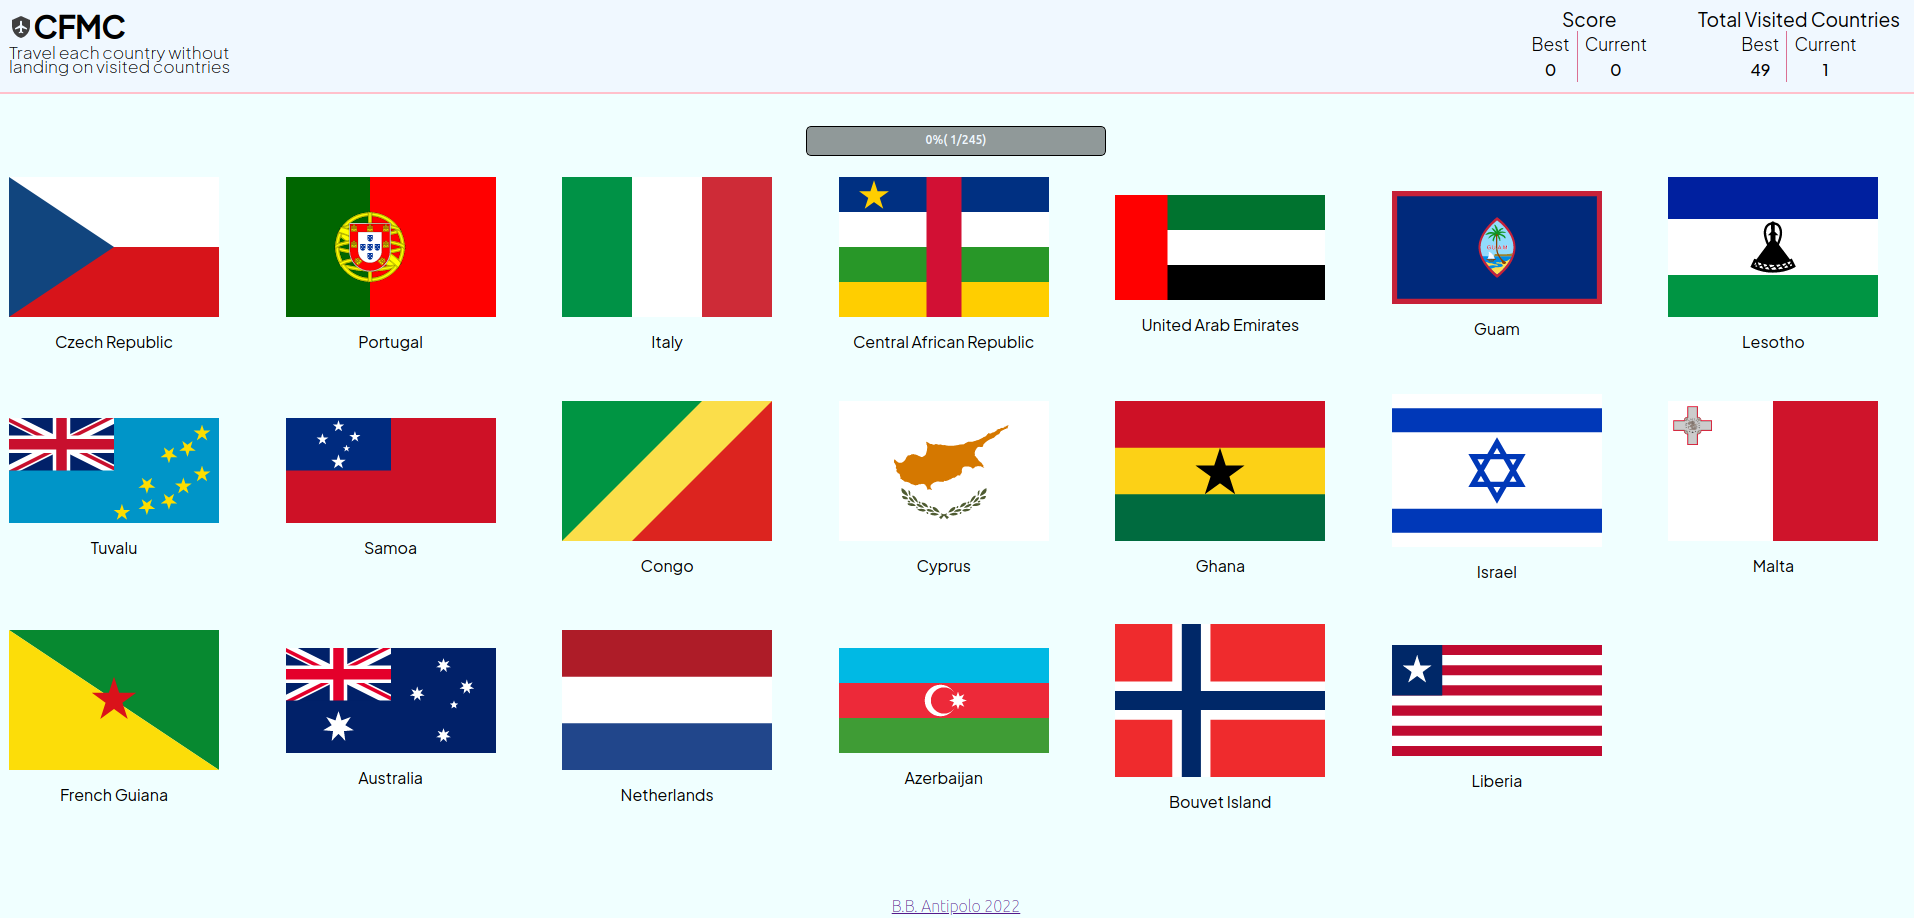 CFMC
Travel each country without
landing on visited countries
Score
Best
Current
0
0
Total Visited Countries
Best
Current
49
1
0%( 1/245)
Czech Republic
Portugal
Italy
Central African Republic
United Arab Emirates
Guam
Lesotho
Tuvalu
Samoa
Congo
Cyprus
Ghana
Israel
Malta
French Guiana
Australia
Netherlands
Azerbaijan
Bouvet Island
Liberia
B.B. Antipolo 2022